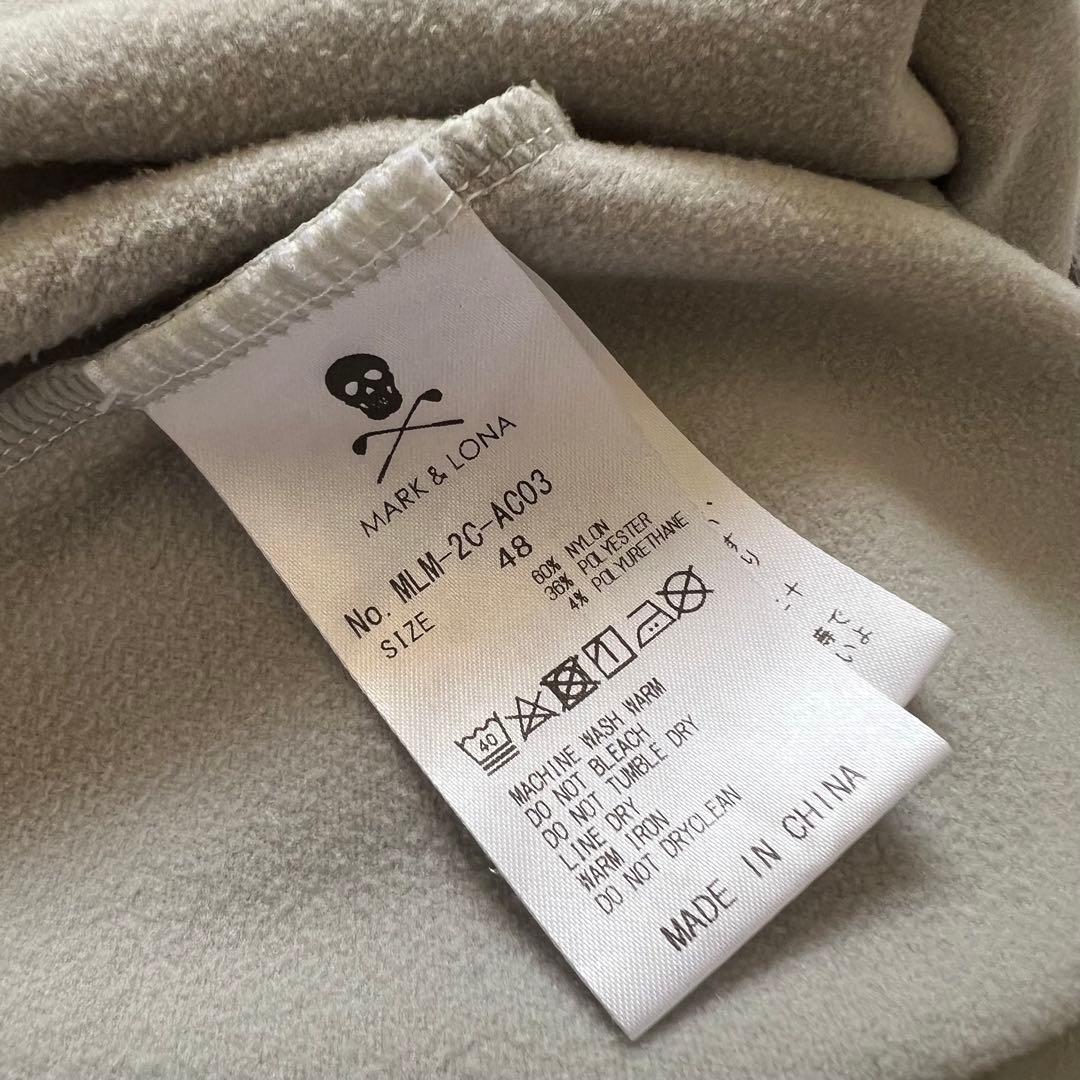 MARK & LONA
No. MLM-2C-AC03
SIZE 48
60% NYLON
36% POLYESTER
4% POLYURETHANE
40
MACHINE WASH WARM
DO NOT BLEACH
DO NOT TUMBLE DRY
LINE DRY
WARM IRON
DO NOT DRYCLEAN
MADE IN CHINA